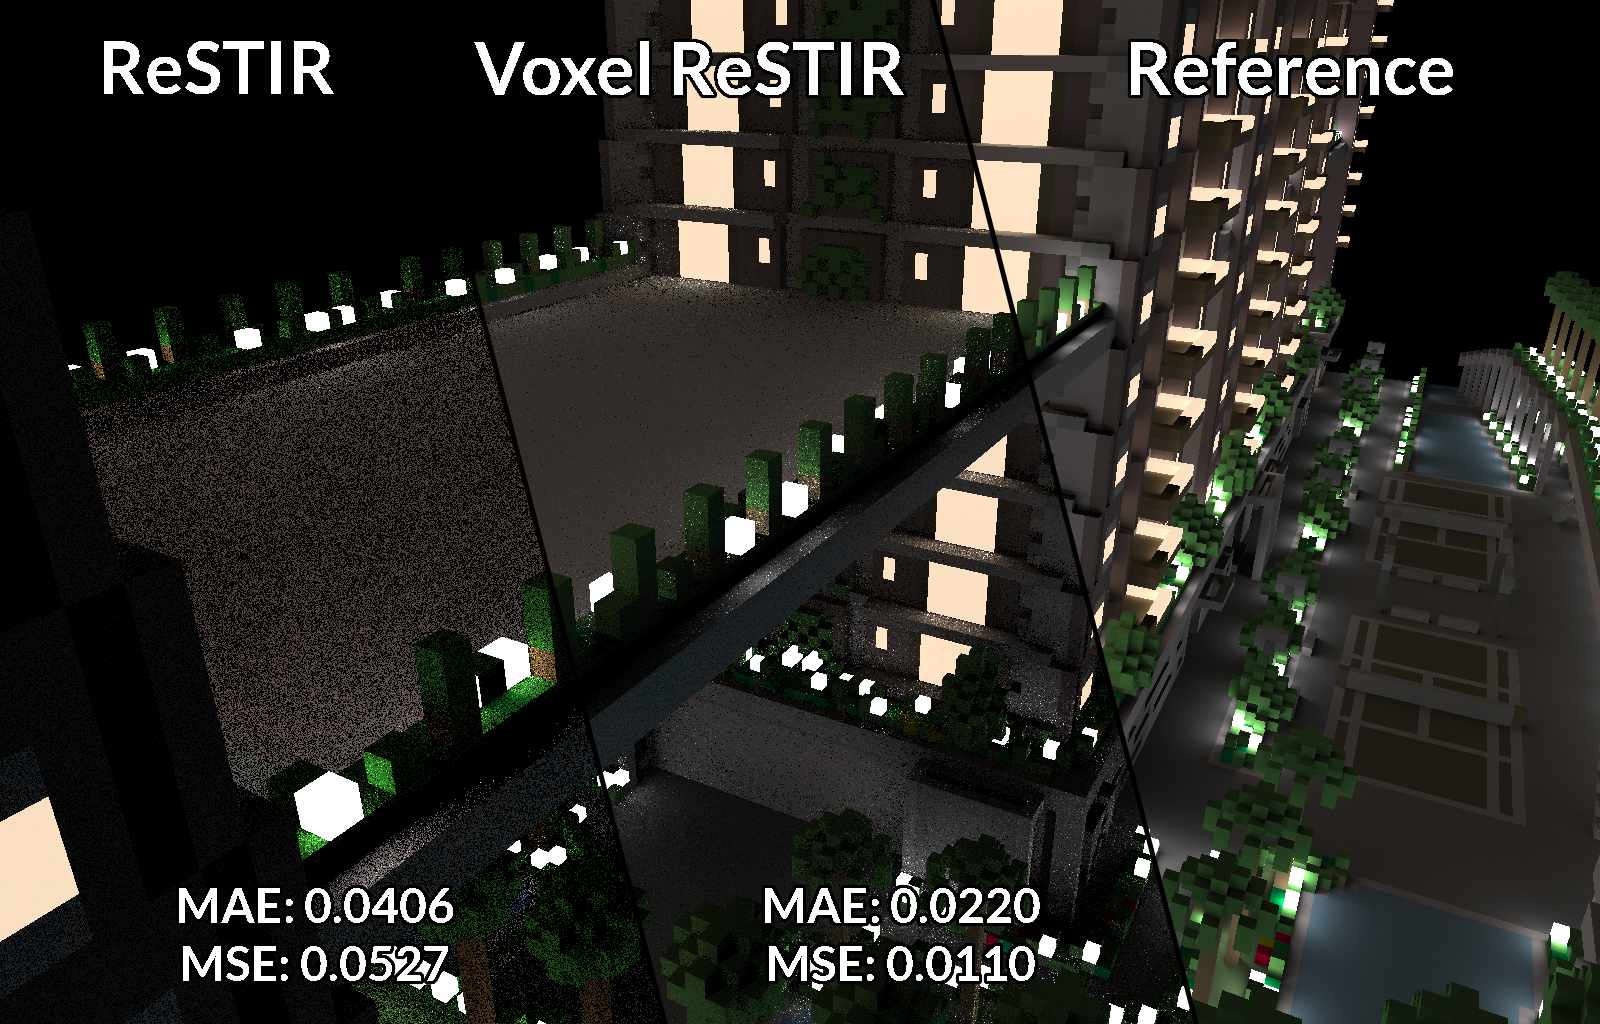 ReSTIR
Voxel ReSTIR
Reference
MAE: 0.0406
MSE: 0.0527
MAE: 0.0220
MSE: 0.0110